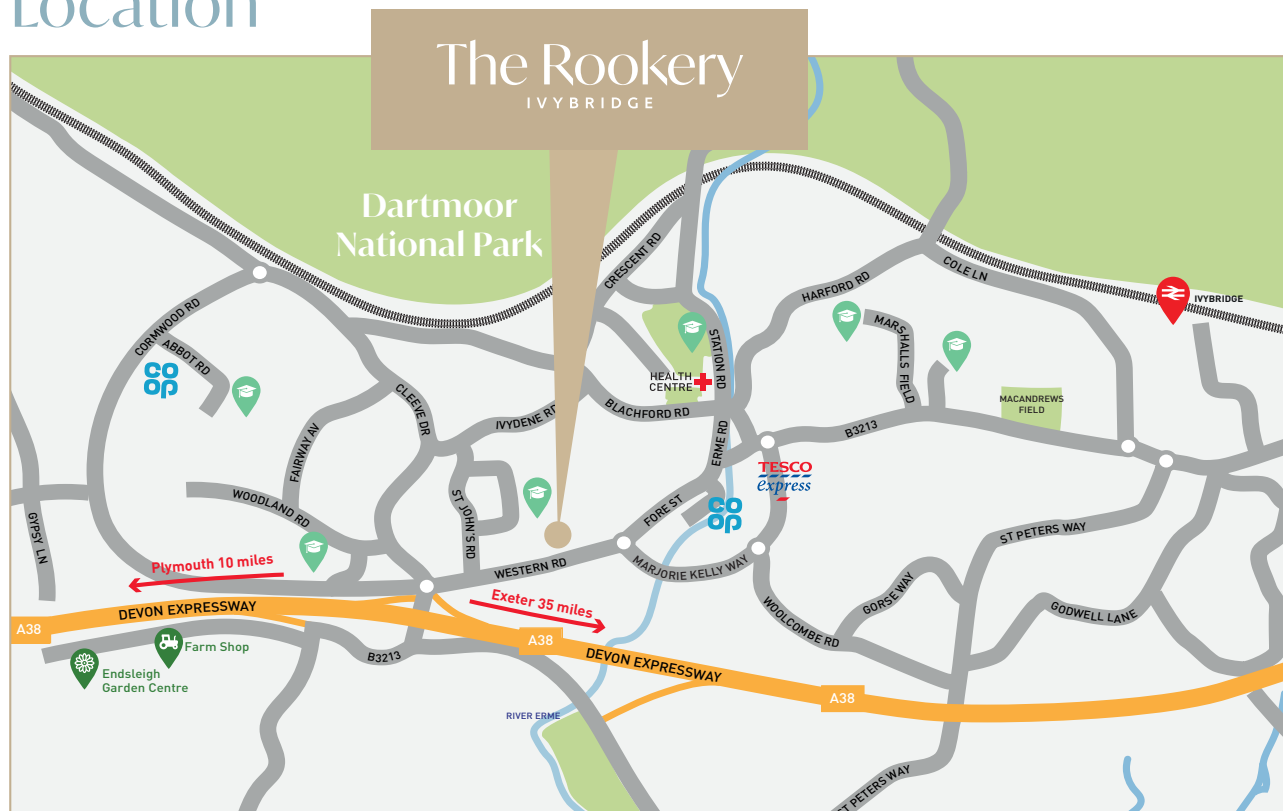 Location
The Rookery
IVYBRIDGE
Dartmoor
National Park
CRESCENT RD
HARFORD RD
COLE LN
IVYBRIDGE
CORMWOOD RD
ABBOT RD
co
op
MARSHALLS FIELD
STATION RD
HEALTH
CENTRE
CLEEVE DR
IVYDENE RD
BLACHFORD RD
MACANDREWS
FIELD
B3213
FAIRWAY AV
ERME RD
TESCO
express
WOODLAND RD
ST JOHN'S RD
FORE ST
co
op
GYPSY LN
ST PETERS WAY
WESTERN RD
MARJORIE KELLY WAY
Plymouth 10 miles
Exeter 35 miles
GORSE WAY
WOOLCOMBE RD
GODWELL LANE
DEVON EXPRESSWAY
A38
A38
DEVON EXPRESSWAY
Farm Shop
B3213
Endsleigh
Garden Centre
A38
RIVER ERME
ST PETERS WAY